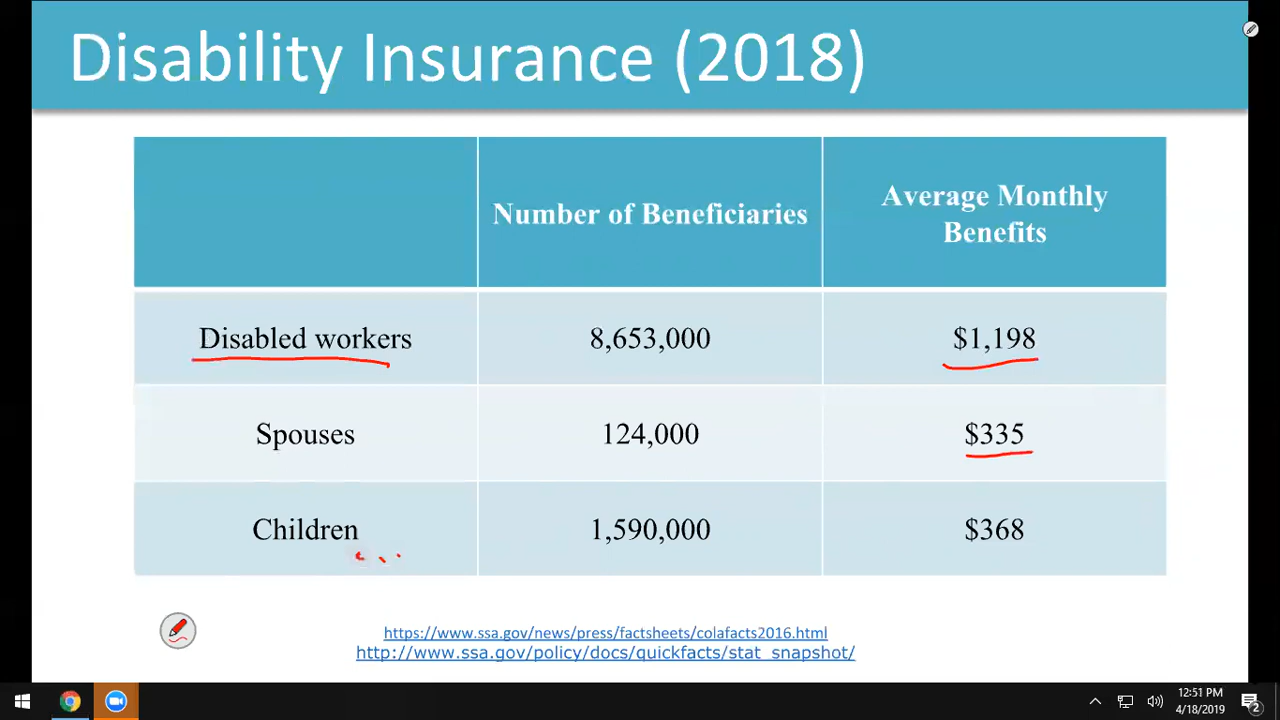 Disability Insurance (2018)
Number of Beneficiaries
Average Monthly
Benefits
Disabled workers
8,653,000
$1,198
Spouses
124,000
$335
Children
1,590,000
$368
https://www.ssa.gov/news/press/factsheets/colafacts2016.html
http://www.ssa.gov/policy/docs/quickfacts/stat_snapshot/
12:51 PM
4/18/2019
2